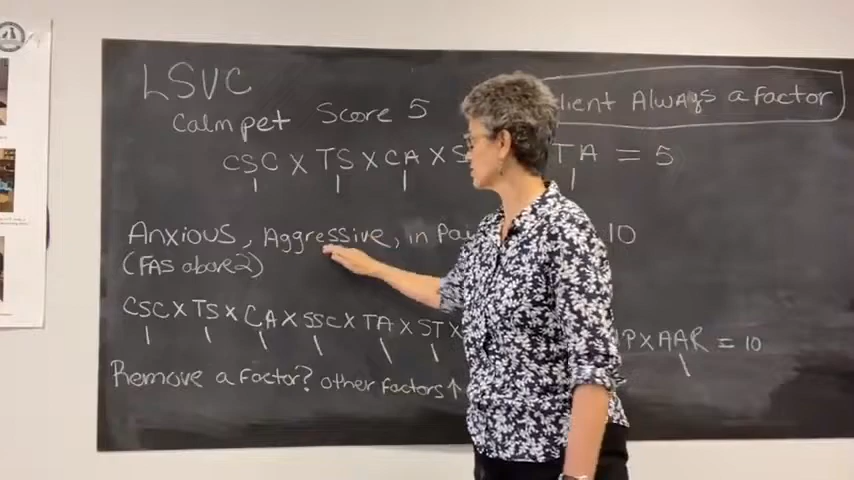 LSVC
Client Always a factor
Calm pet Score 5
CSC X TS X CA X S TA = 5
Anxious, Aggressive, in Pai 10
(FAS above 2)
CSC X TS X CA X SSC X TA X ST X P X AAR = 10
Remove a factor? other factors ↑